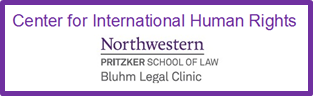 Center for International Human Rights
Northwestern
PRITZKER SCHOOL OF LAW
Bluhm Legal Clinic